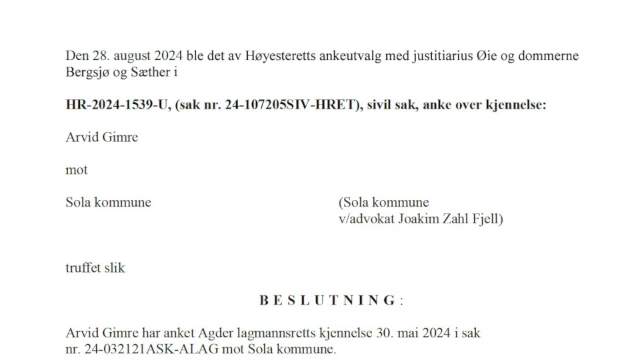 Den 28. august 2024 ble det av Høyesteretts ankeutvalg med justitiarius Øie og dommerne
Bergsjø og Sæther i
HR-2024-1539-U, (sak nr. 24-107205SIV-HRET), sivil sak, anke over kjennelse:
Arvid Gimre
mot
Sola kommune (Sola kommune
v/advokat Joakim Zahl Fjell)
truffet slik
BESLUTNING:
Arvid Gimre har anket Agder lagmannsretts kjennelse 30. mai 2024 i sak
nr. 24-032121ASK-ALAG mot Sola kommune.